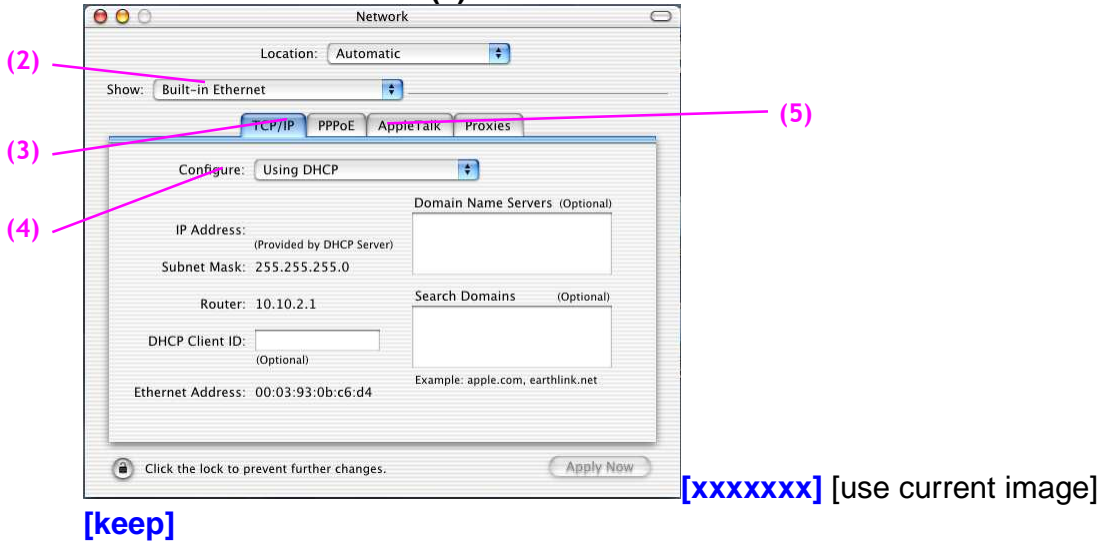 Network
Location: Automatic
(2)
Show: Built-in Ethernet
(5)
TCP/IP PPPoE AppleTalk Proxies
(3)
Configure: Using DHCP
Domain Name Servers (Optional)
(4)
IP Address:
(Provided by DHCP Server)
Subnet Mask: 255.255.255.0
Search Domains (Optional)
Router: 10.10.2.1
DHCP Client ID:
(Optional)
Example: apple.com, earthlink.net
Ethernet Address: 00:03:93:0b:c6:d4
Click the lock to prevent further changes.
Apply Now
[xxxxxxx] [use current image]
[keep]